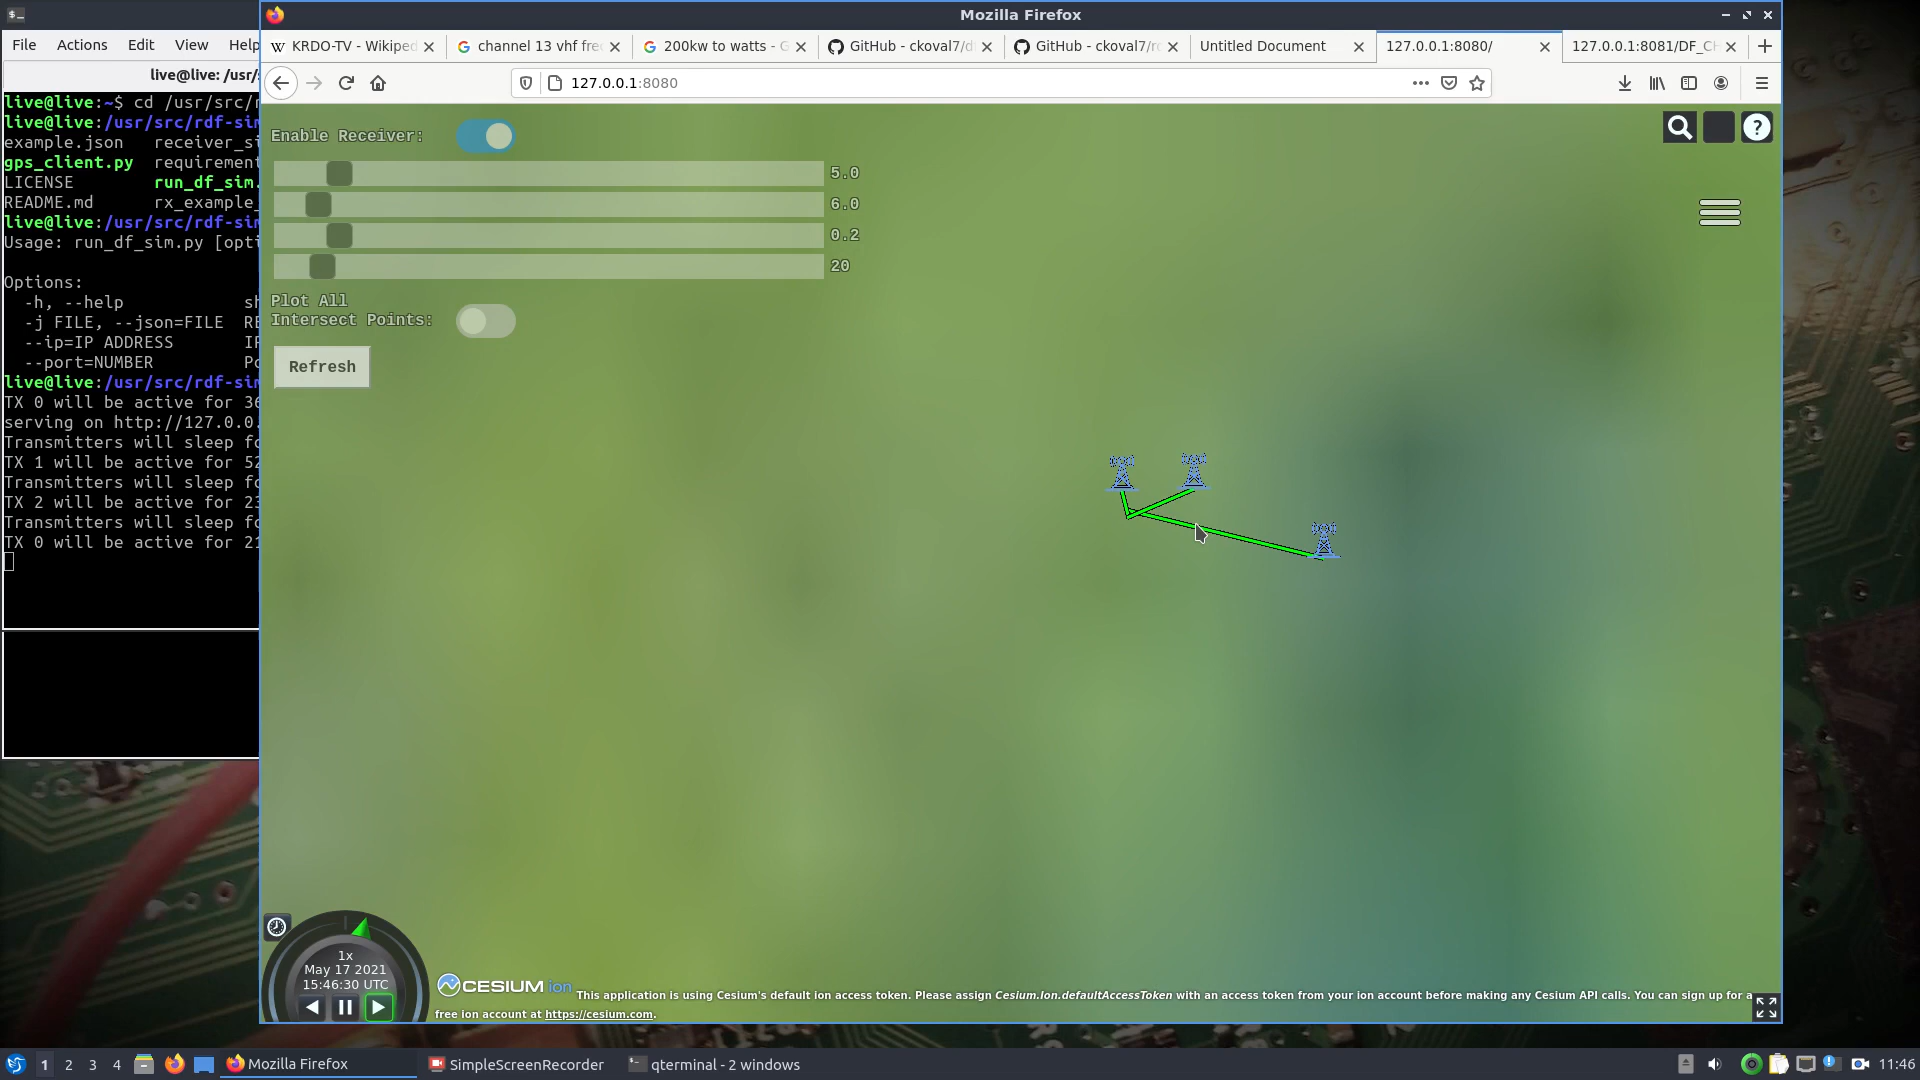 Mozilla Firefox
File Actions Edit View Help
KRDO-TV - Wikiped
channel 13 vhf fre
200kw to watts - G
GitHub - ckoval7/d
GitHub - ckoval7/r
Untitled Document
127.0.0.1:8080/
127.0.0.1:8081/DF_C
live@live: /usr/s
127.0.0.1:8080
live@live:~$ cd /usr/src/r
live@live:/usr/src/rdf-sim
example.json receiver_si
gps_client.py requirement
LICENSE run_df_sim.
README.md rx_example_
live@live:/usr/src/rdf-sim
Usage: run_df_sim.py [opti
Options:
-h, --help sh
-j FILE, --json=FILE RE
--ip=IP ADDRESS IP
--port=NUMBER Po
live@live:/usr/src/rdf-sim
TX 0 will be active for 36
serving on http://127.0.0.
Transmitters will sleep fo
TX 1 will be active for 52
Transmitters will sleep fo
TX 2 will be active for 23
Transmitters will sleep fo
TX 0 will be active for 21
Enable Receiver:
5.0
6.0
0.2
20
Plot All
Intersect Points:
Refresh
?
1x
May 17 2021
15:46:30 UTC
CESIUM ion This application is using Cesium's default ion access token. Please assign Cesium.Ion.defaultAccessToken with an access token from your ion account before making any Cesium API calls. You can sign up for a
free ion account at https://cesium.com.
1 2 3 4 Mozilla Firefox SimpleScreenRecorder qterminal - 2 windows 11:46